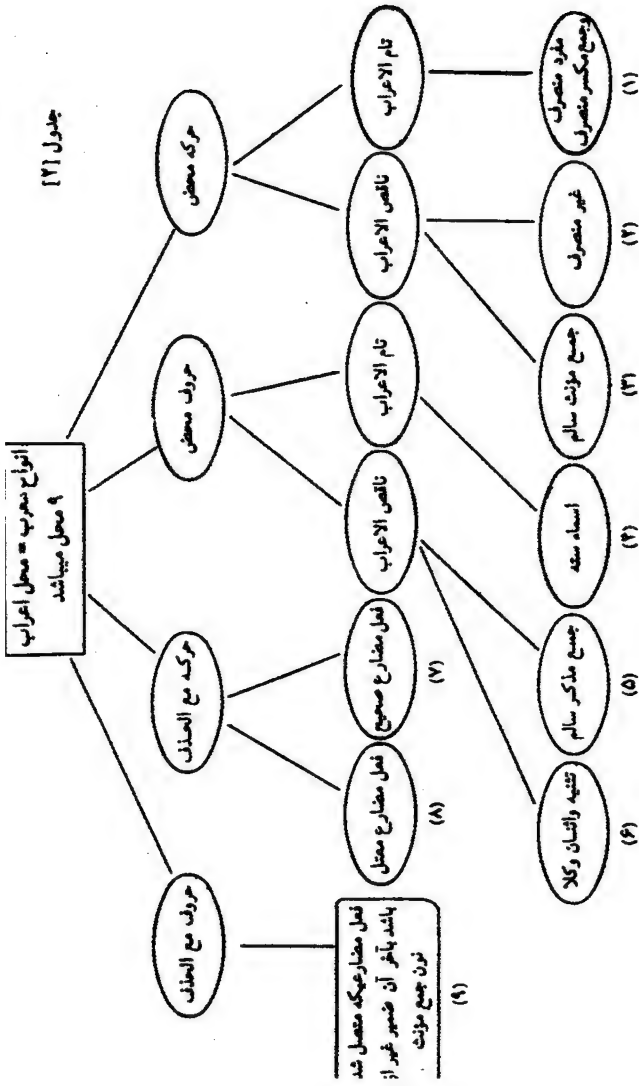 جدول [۲]
انواع معرب = محل اعراب
۹ محل میباشد
حرکه محض
حروف محض
حرکه مع الحذف
حروف مع الحذف
تام الاعراب
ناقص الاعراب
تام الاعراب
ناقص الاعراب
فعل مضارع صحیح
(۷)
فعل مضارع معتل
(۸)
فعل مضارعیکه متصل شد
باشد بآخر آن ضمیر غیر از
نون جمع مؤنث
(۹)
مفرد منصرف
وجمع مکسر منصرف
(۱)
غیر منصرف
(۲)
جمع مؤنث سالم
(۳)
اسماء سته
(۴)
جمع مذکر سالم
(۵)
تثنیه واثنان وکلا
(۶)